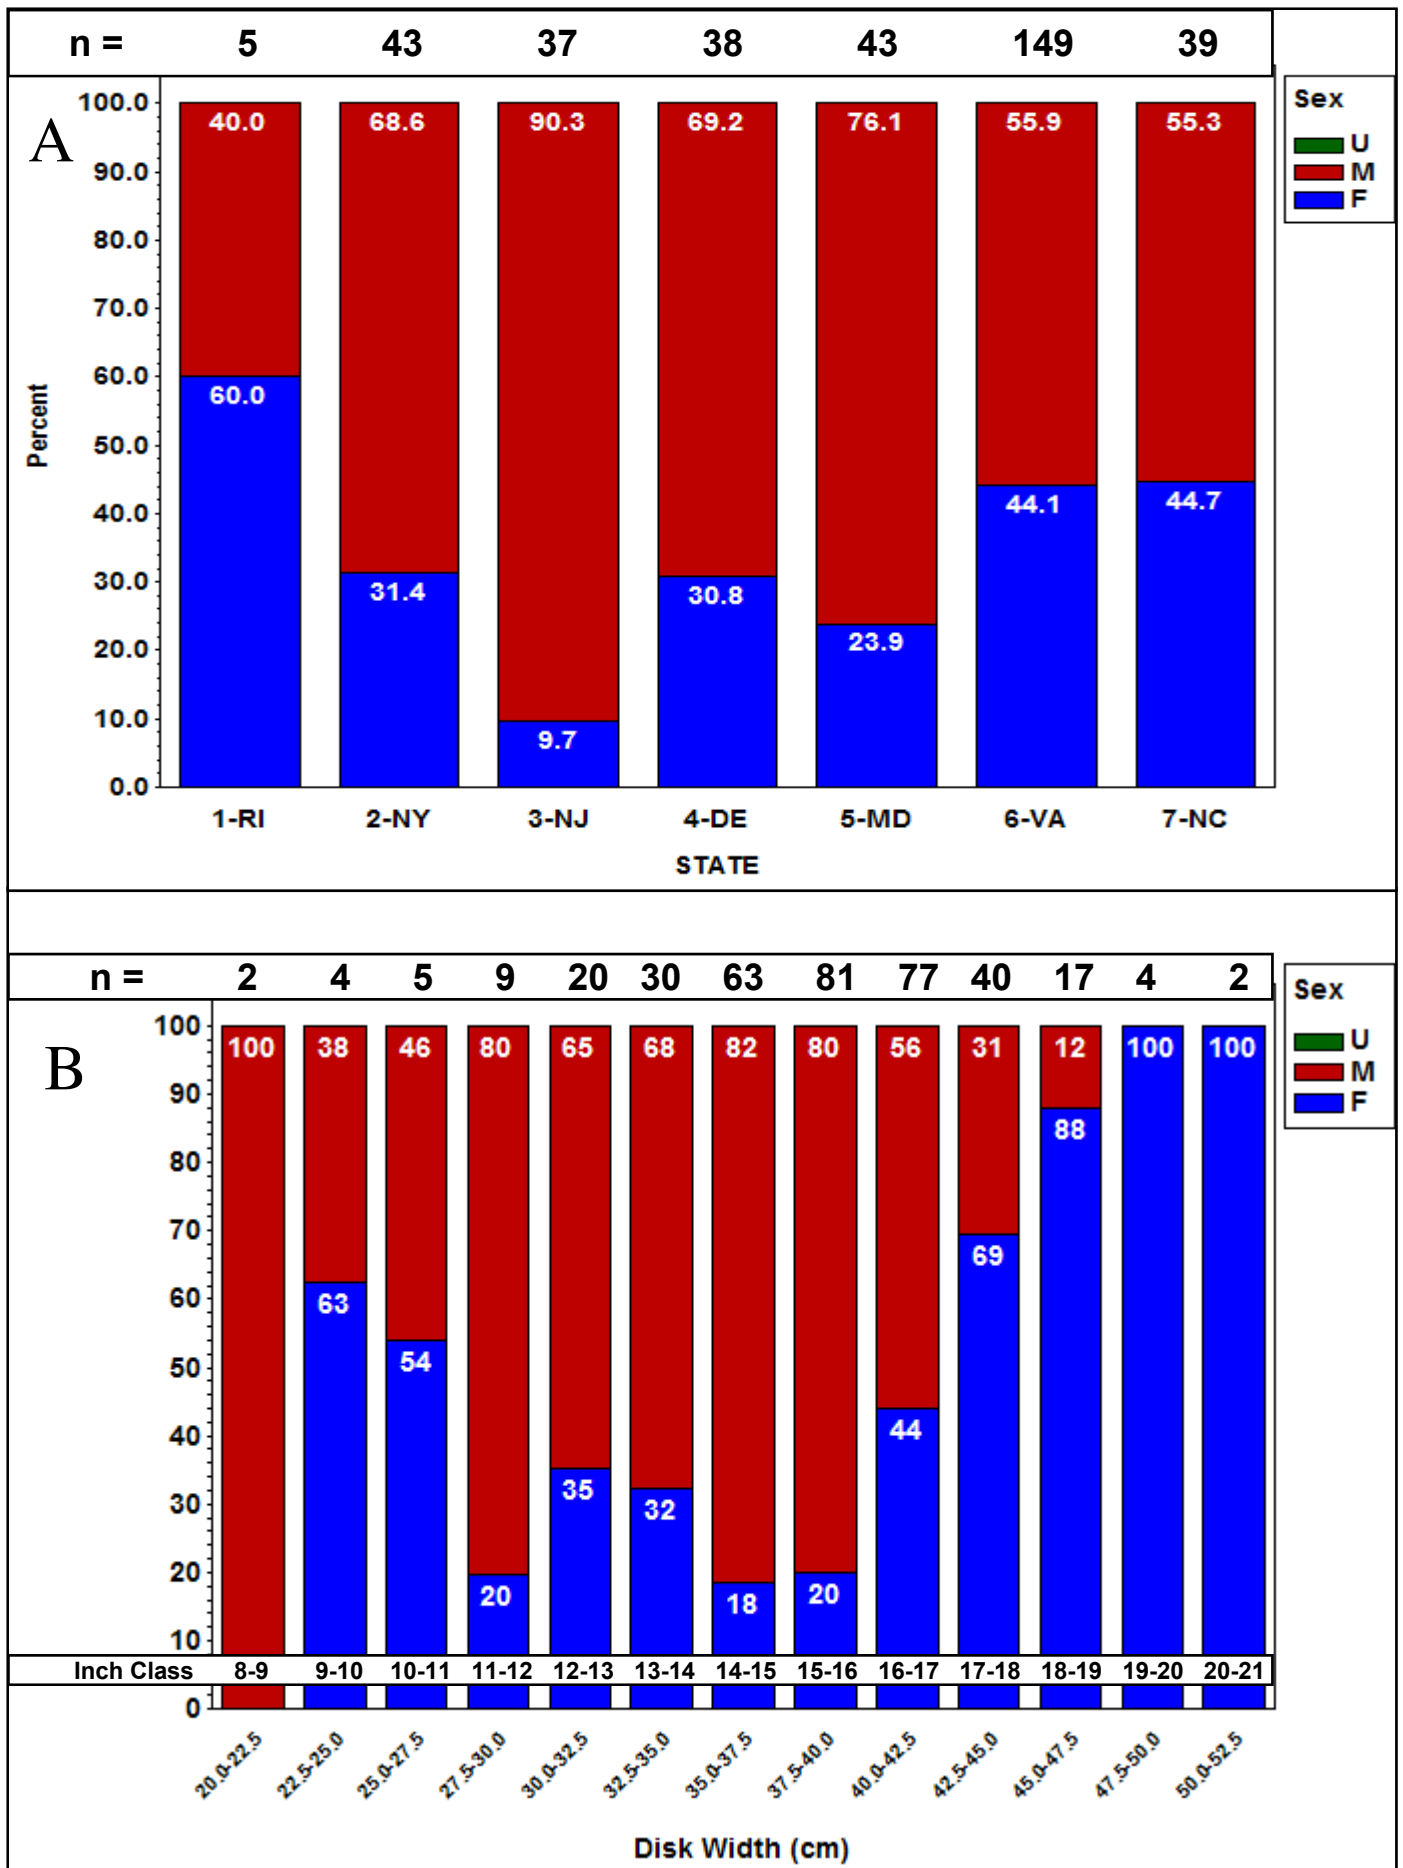 n = 5 43 37 38 43 149 39
A
Sex
U
M
F
100.0
90.0
80.0
70.0
60.0
50.0
40.0
30.0
20.0
10.0
0.0
Percent
40.0 68.6 90.3 69.2 76.1 55.9 55.3
60.0 31.4 9.7 30.8 23.9 44.1 44.7
1-RI 2-NY 3-NJ 4-DE 5-MD 6-VA 7-NC
STATE
n = 2 4 5 9 20 30 63 81 77 40 17 4 2
B
Sex
U
M
F
100
90
80
70
60
50
40
30
20
10
0
100 38 46 80 65 68 82 80 56 31 12 100 100
63 54 20 35 32 18 20 44 69 88
Inch Class 8-9 9-10 10-11 11-12 12-13 13-14 14-15 15-16 16-17 17-18 18-19 19-20 20-21
20.0-22.5 22.5-25.0 25.0-27.5 27.5-30.0 30.0-32.5 32.5-35.0 35.0-37.5 37.5-40.0 40.0-42.5 42.5-45.0 45.0-47.5 47.5-50.0 50.0-52.5
Disk Width (cm)